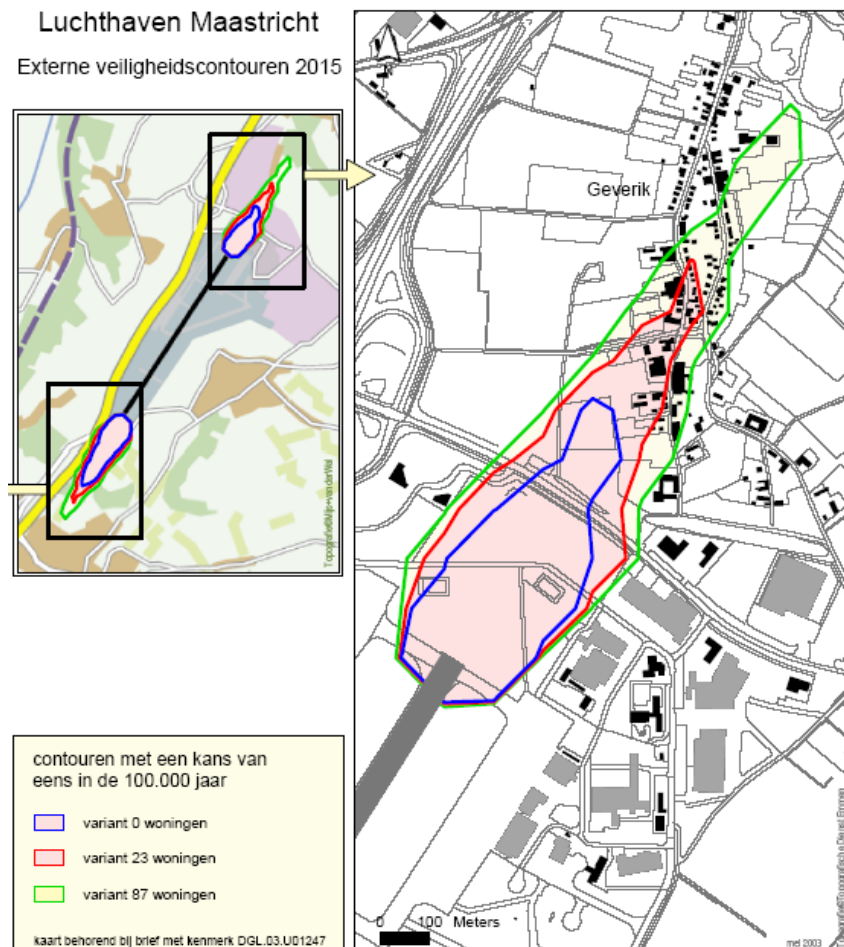 Luchthaven Maastricht
Externe veiligheidscontouren 2015
Geverik
contouren met een kans van
eens in de 100.000 jaar
variant 0 woningen
variant 23 woningen
variant 87 woningen
kaart behorend bij brief met kenmerk DGL.03.U01247
0 100 Meters
mei 2003